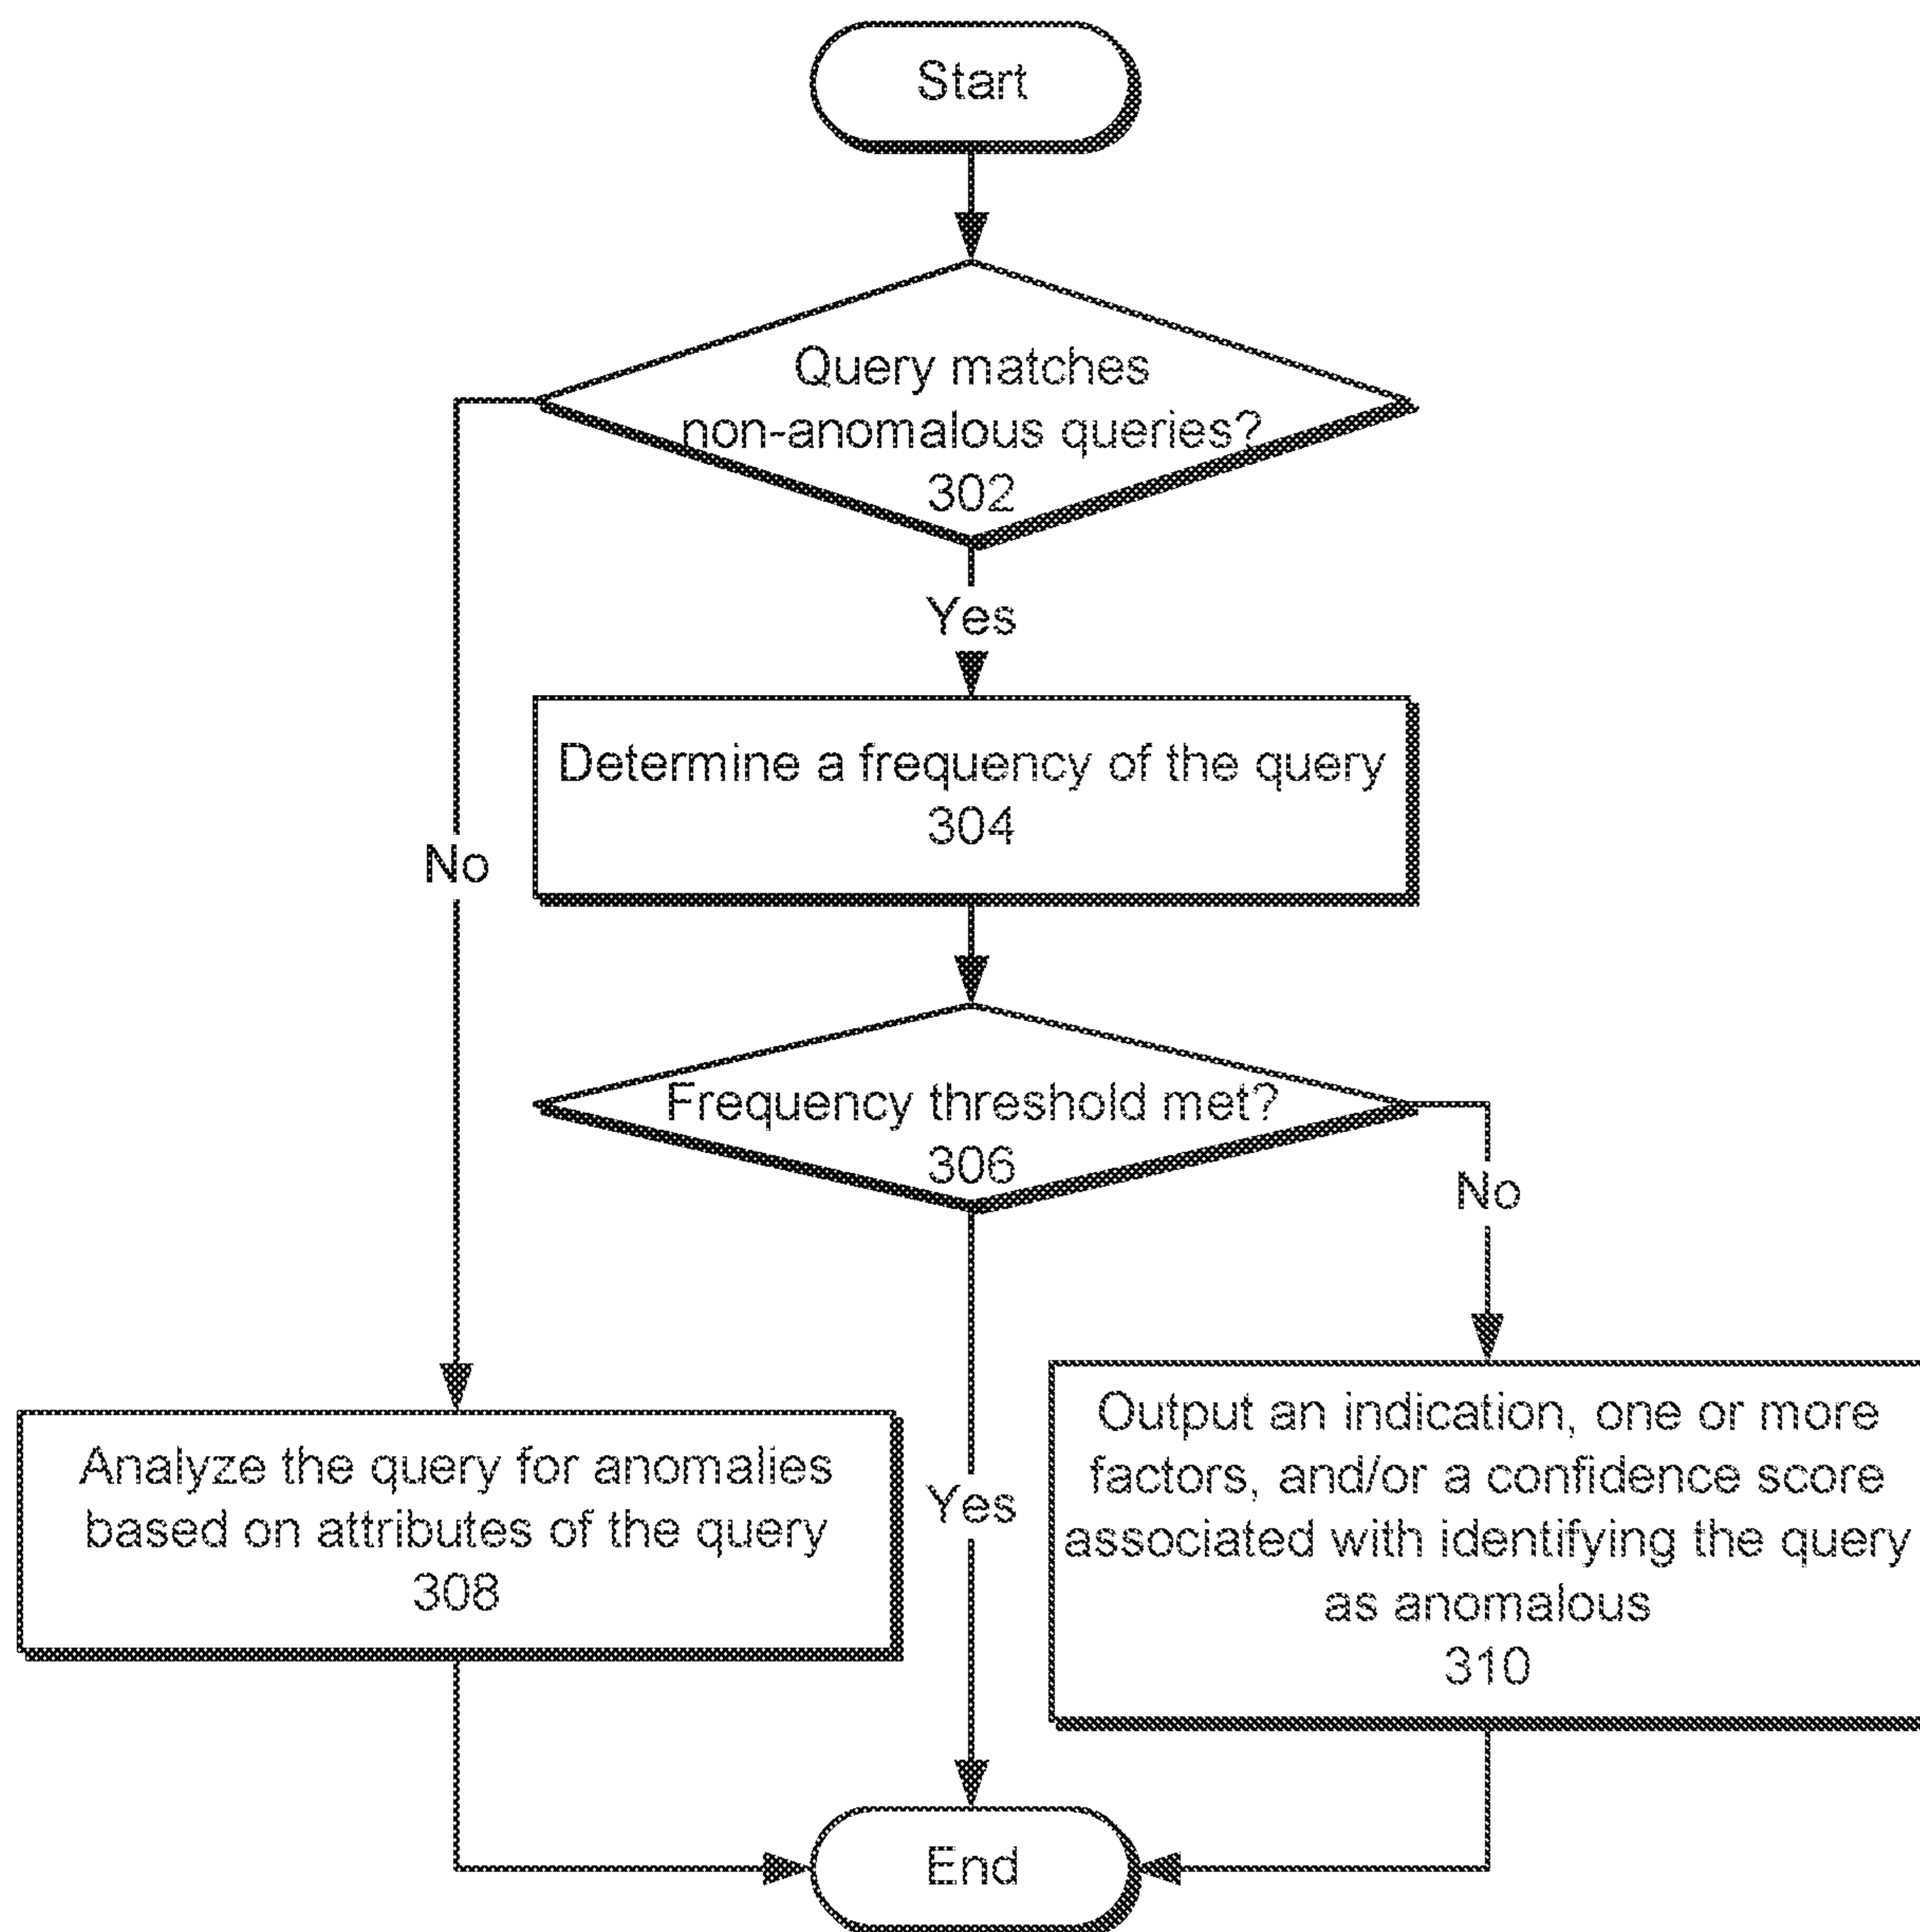 Start
Query matches
non-anomalous queries?
302
Yes
Determine a frequency of the query
304
No
Frequency threshold met?
306
No
Output an indication, one or more
factors, and/or a confidence score
associated with identifying the query
as anomalous
310
Analyze the query for anomalies
based on attributes of the query
308
Yes
End